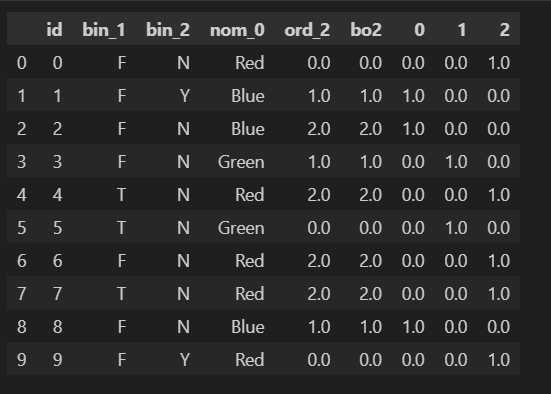 id bin_1 bin_2 nom_0 ord_2 bo2 0 1 2
0 0 F N Red 0.0 0.0 0.0 0.0 1.0
1 1 F Y Blue 1.0 1.0 1.0 0.0 0.0
2 2 F N Blue 2.0 2.0 1.0 0.0 0.0
3 3 F N Green 1.0 1.0 0.0 1.0 0.0
4 4 T N Red 2.0 2.0 0.0 0.0 1.0
5 5 T N Green 0.0 0.0 0.0 1.0 0.0
6 6 F N Red 2.0 2.0 0.0 0.0 1.0
7 7 T N Red 2.0 2.0 0.0 0.0 1.0
8 8 F N Blue 1.0 1.0 1.0 0.0 0.0
9 9 F Y Red 0.0 0.0 0.0 0.0 1.0